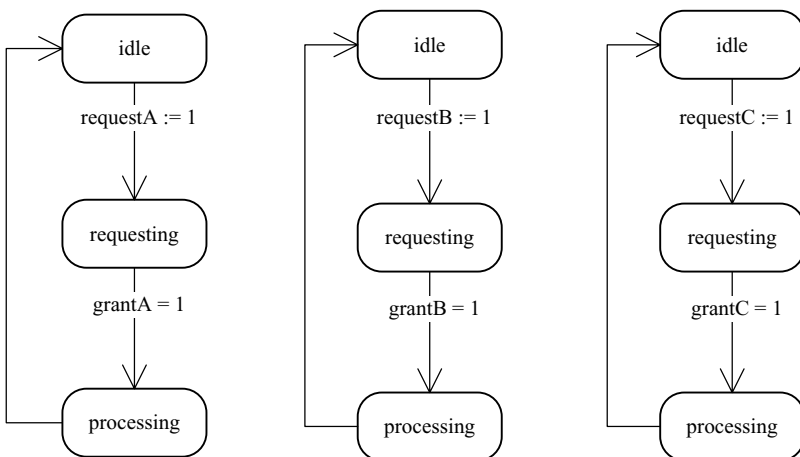 idle
requestA := 1
requesting
grantA = 1
processing
idle
requestB := 1
requesting
grantB = 1
processing
idle
requestC := 1
requesting
grantC = 1
processing